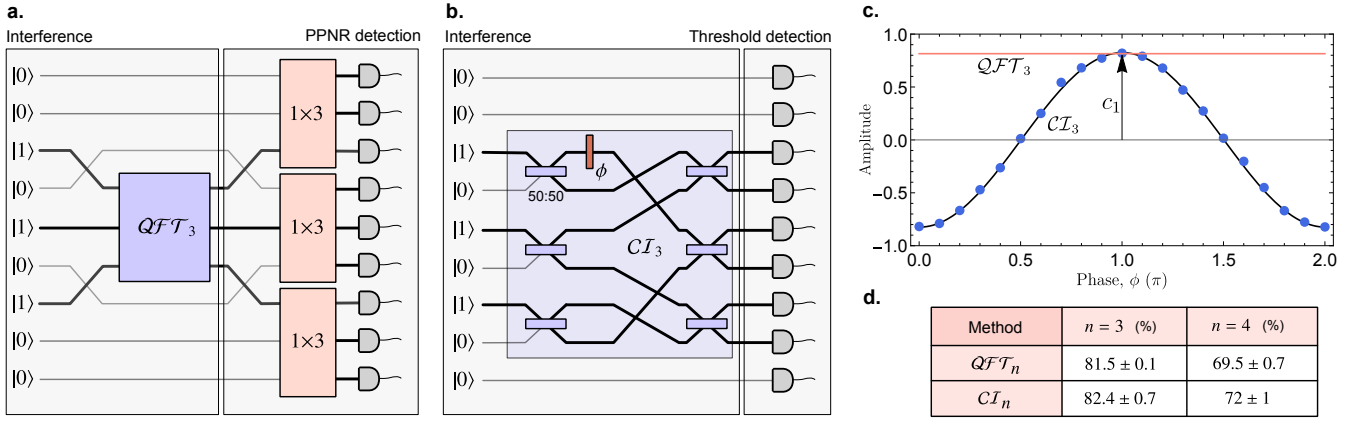 a.
Interference
PPNR detection
|0⟩
|0⟩
|1⟩
|0⟩
|1⟩
|0⟩
|1⟩
|0⟩
|0⟩
𝒬ℱ𝒯₃
1×3
1×3
1×3
b.
Interference
Threshold detection
|0⟩
|0⟩
|1⟩
|0⟩
|1⟩
|0⟩
|1⟩
|0⟩
|0⟩
ϕ
50:50
𝒞ℐ₃
c.
Amplitude
1.0
0.5
0.0
−0.5
−1.0
𝒬ℱ𝒯₃
𝒞ℐ₃
c₁
0.0 0.5 1.0 1.5 2.0
Phase, ϕ (π)
d.
Method n = 3 (%) n = 4 (%)
𝒬ℱ𝒯ₙ 81.5 ± 0.1 69.5 ± 0.7
𝒞ℐₙ 82.4 ± 0.7 72 ± 1